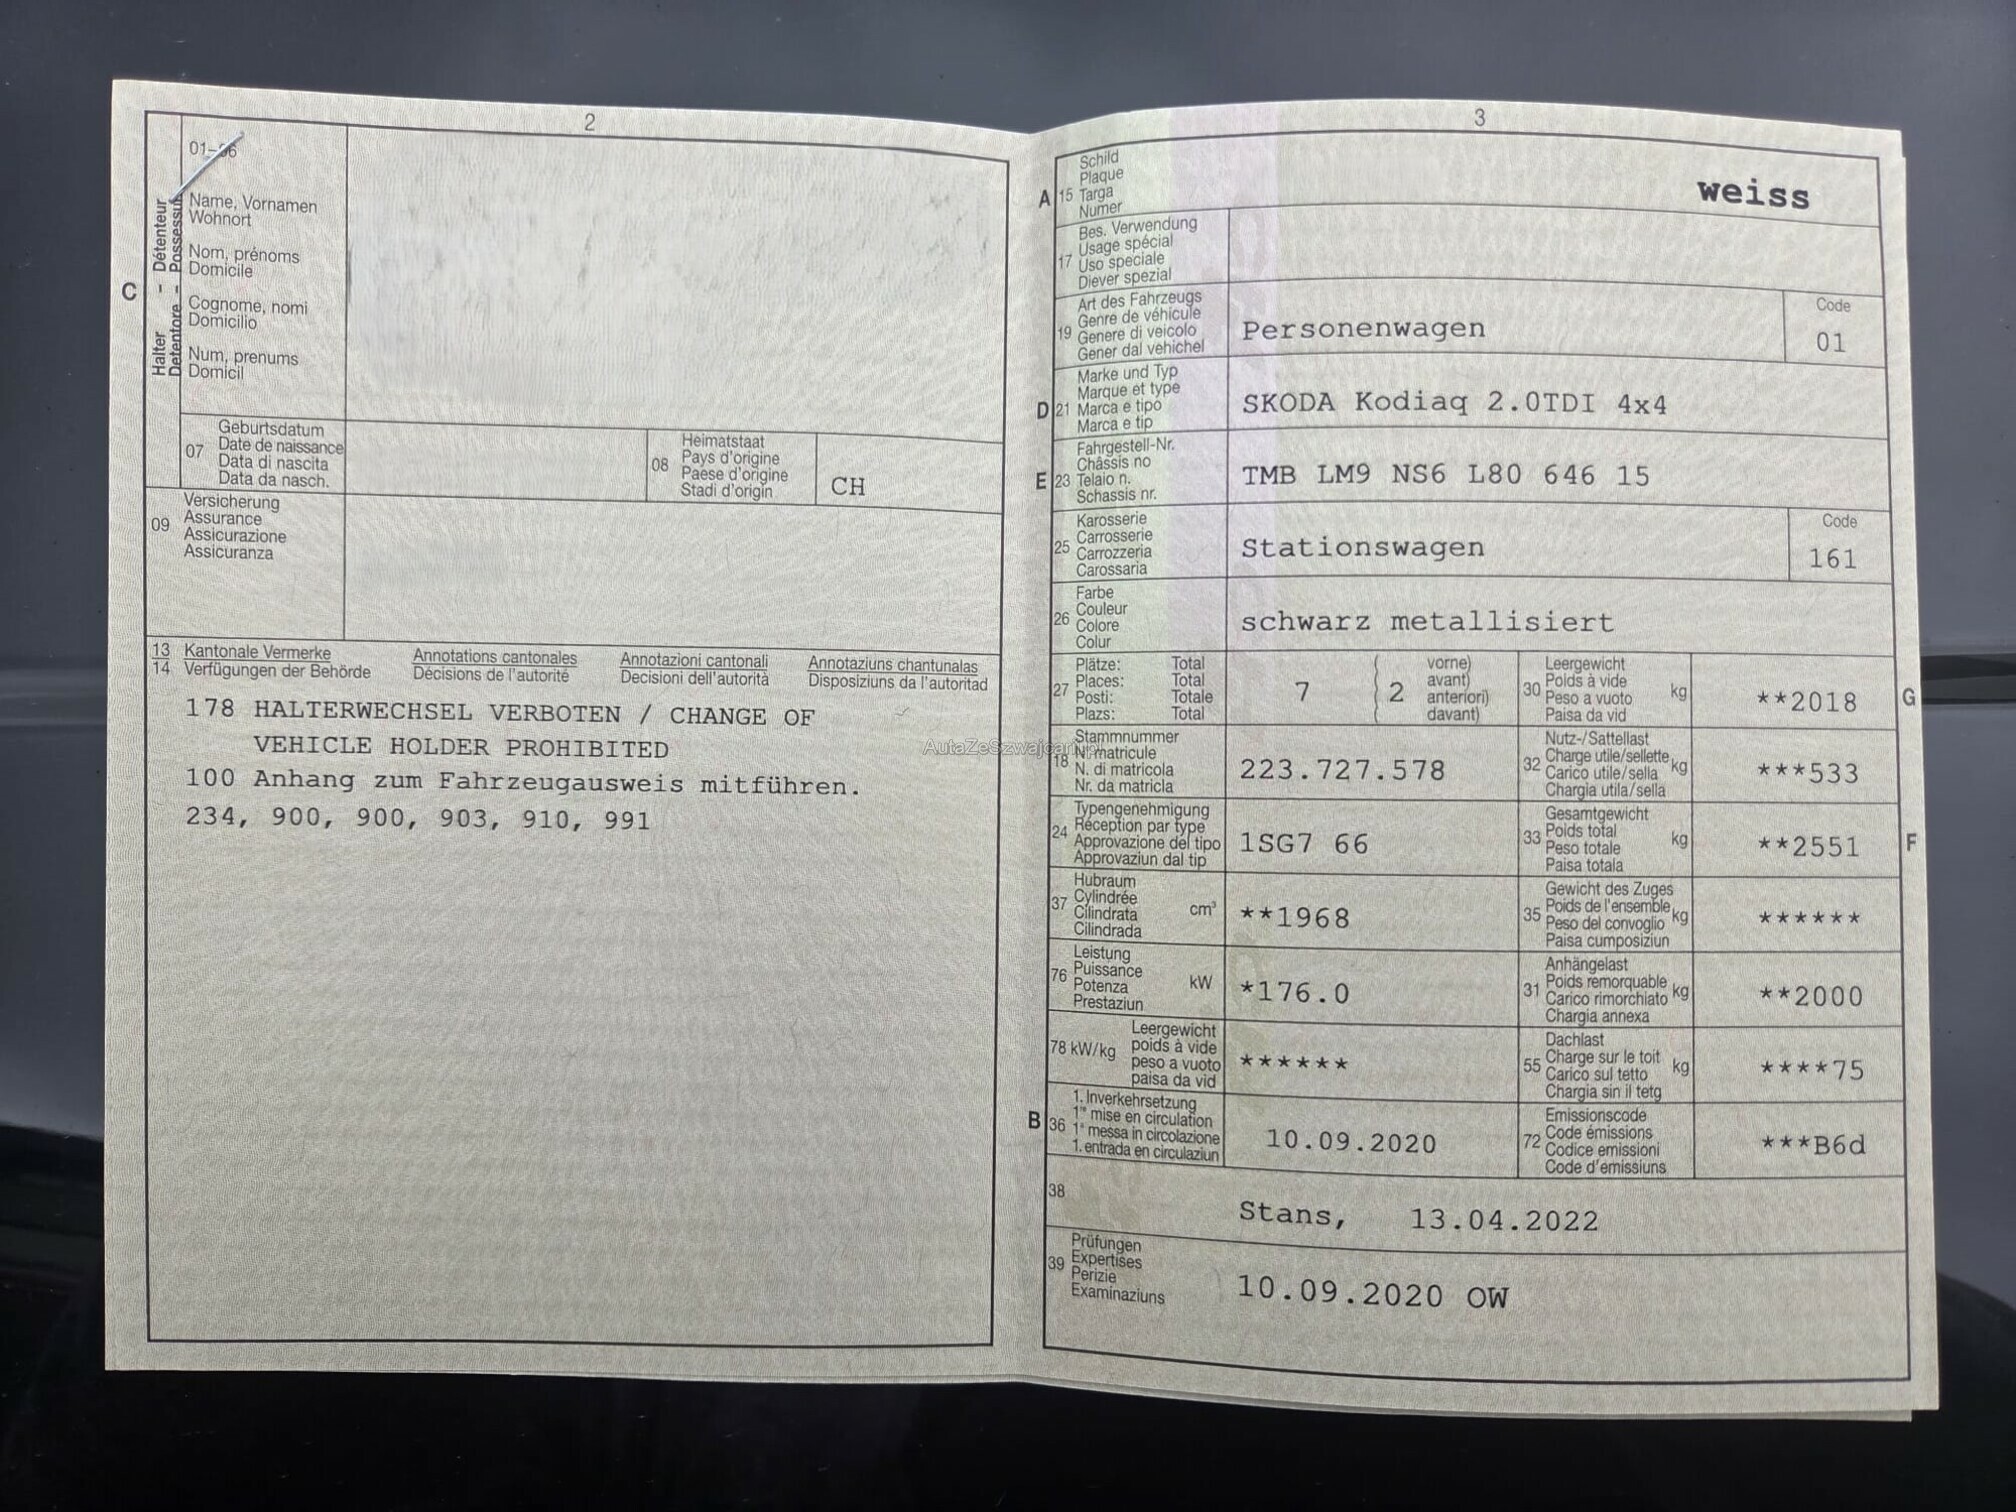 2
01–06
Name, Vornamen
Wohnort
Nom, prénoms
Domicile
Cognome, nomi
Domicilio
Num, prenums
Domicil
C
Halter – Détenteur
Detentore – Possessur
07
Geburtsdatum
Date de naissance
Data di nascita
Data da nasch.
08
Heimatstaat
Pays d'origine
Paese d'origine
Stadi d'origin
CH
09
Versicherung
Assurance
Assicurazione
Assicuranza
13 Kantonale Vermerke Annotations cantonales Annotazioni cantonali Annotaziuns chantunalas
14 Verfügungen der Behörde Décisions de l'autorité Decisioni dell'autorità Disposiziuns da l'autoritad
178 HALTERWECHSEL VERBOTEN / CHANGE OF
VEHICLE HOLDER PROHIBITED
100 Anhang zum Fahrzeugausweis mitführen.
234, 900, 900, 903, 910, 991
3
A 15
Schild
Plaque
Targa
Numer
weiss
17
Bes. Verwendung
Usage spécial
Uso speciale
Diever spezial
19
Art des Fahrzeugs
Genre de véhicule
Genere di veicolo
Gener dal vehichel
Personenwagen
Code
01
D 21
Marke und Typ
Marque et type
Marca e tipo
Marca e tip
SKODA Kodiaq 2.0TDI 4x4
E 23
Fahrgestell-Nr.
Châssis no
Telaio n.
Schassis nr.
TMB LM9 NS6 L80 646 15
25
Karosserie
Carrosserie
Carrozzeria
Carossaria
Stationswagen
Code
161
26
Farbe
Couleur
Colore
Colur
schwarz metallisiert
27
Plätze: Total
Places: Total
Posti: Totale
Plazs: Total
7 ( 2
vorne)
avant)
anteriori)
davant)
30
Leergewicht
Poids à vide
Peso a vuoto
Paisa da vid
kg
**2018
G
18
Stammnummer
N. matricule
N. di matricola
Nr. da matricla
223.727.578
32
Nutz-/Sattellast
Charge utile/sellette
Carico utile/sella
Chargia utila/sella
kg
***533
24
Typengenehmigung
Réception par type
Approvazione del tipo
Approvaziun dal tip
1SG7 66
33
Gesamtgewicht
Poids total
Peso totale
Paisa totala
kg
**2551
F
37
Hubraum
Cylindrée
Cilindrata
Cilindrada
cm³
**1968
35
Gewicht des Zuges
Poids de l'ensemble
Peso del convoglio
Paisa cumposiziun
kg
******
76
Leistung
Puissance
Potenza
Prestaziun
kW
*176.0
31
Anhängelast
Poids remorquable
Carico rimorchiato
Chargia annexa
kg
**2000
78 kW/kg
Leergewicht
poids à vide
peso a vuoto
paisa da vid
******
55
Dachlast
Charge sur le toit
Carico sul tetto
Chargia sin il tetg
kg
****75
B 36
1. Inverkehrsetzung
1re mise en circulation
1a messa in circolazione
1. entrada en circulaziun
10.09.2020
72
Emissionscode
Code émissions
Codice emissioni
Code d'emissiuns
***B6d
38
Stans, 13.04.2022
39
Prüfungen
Expertises
Perizie
Examinaziuns
10.09.2020 OW